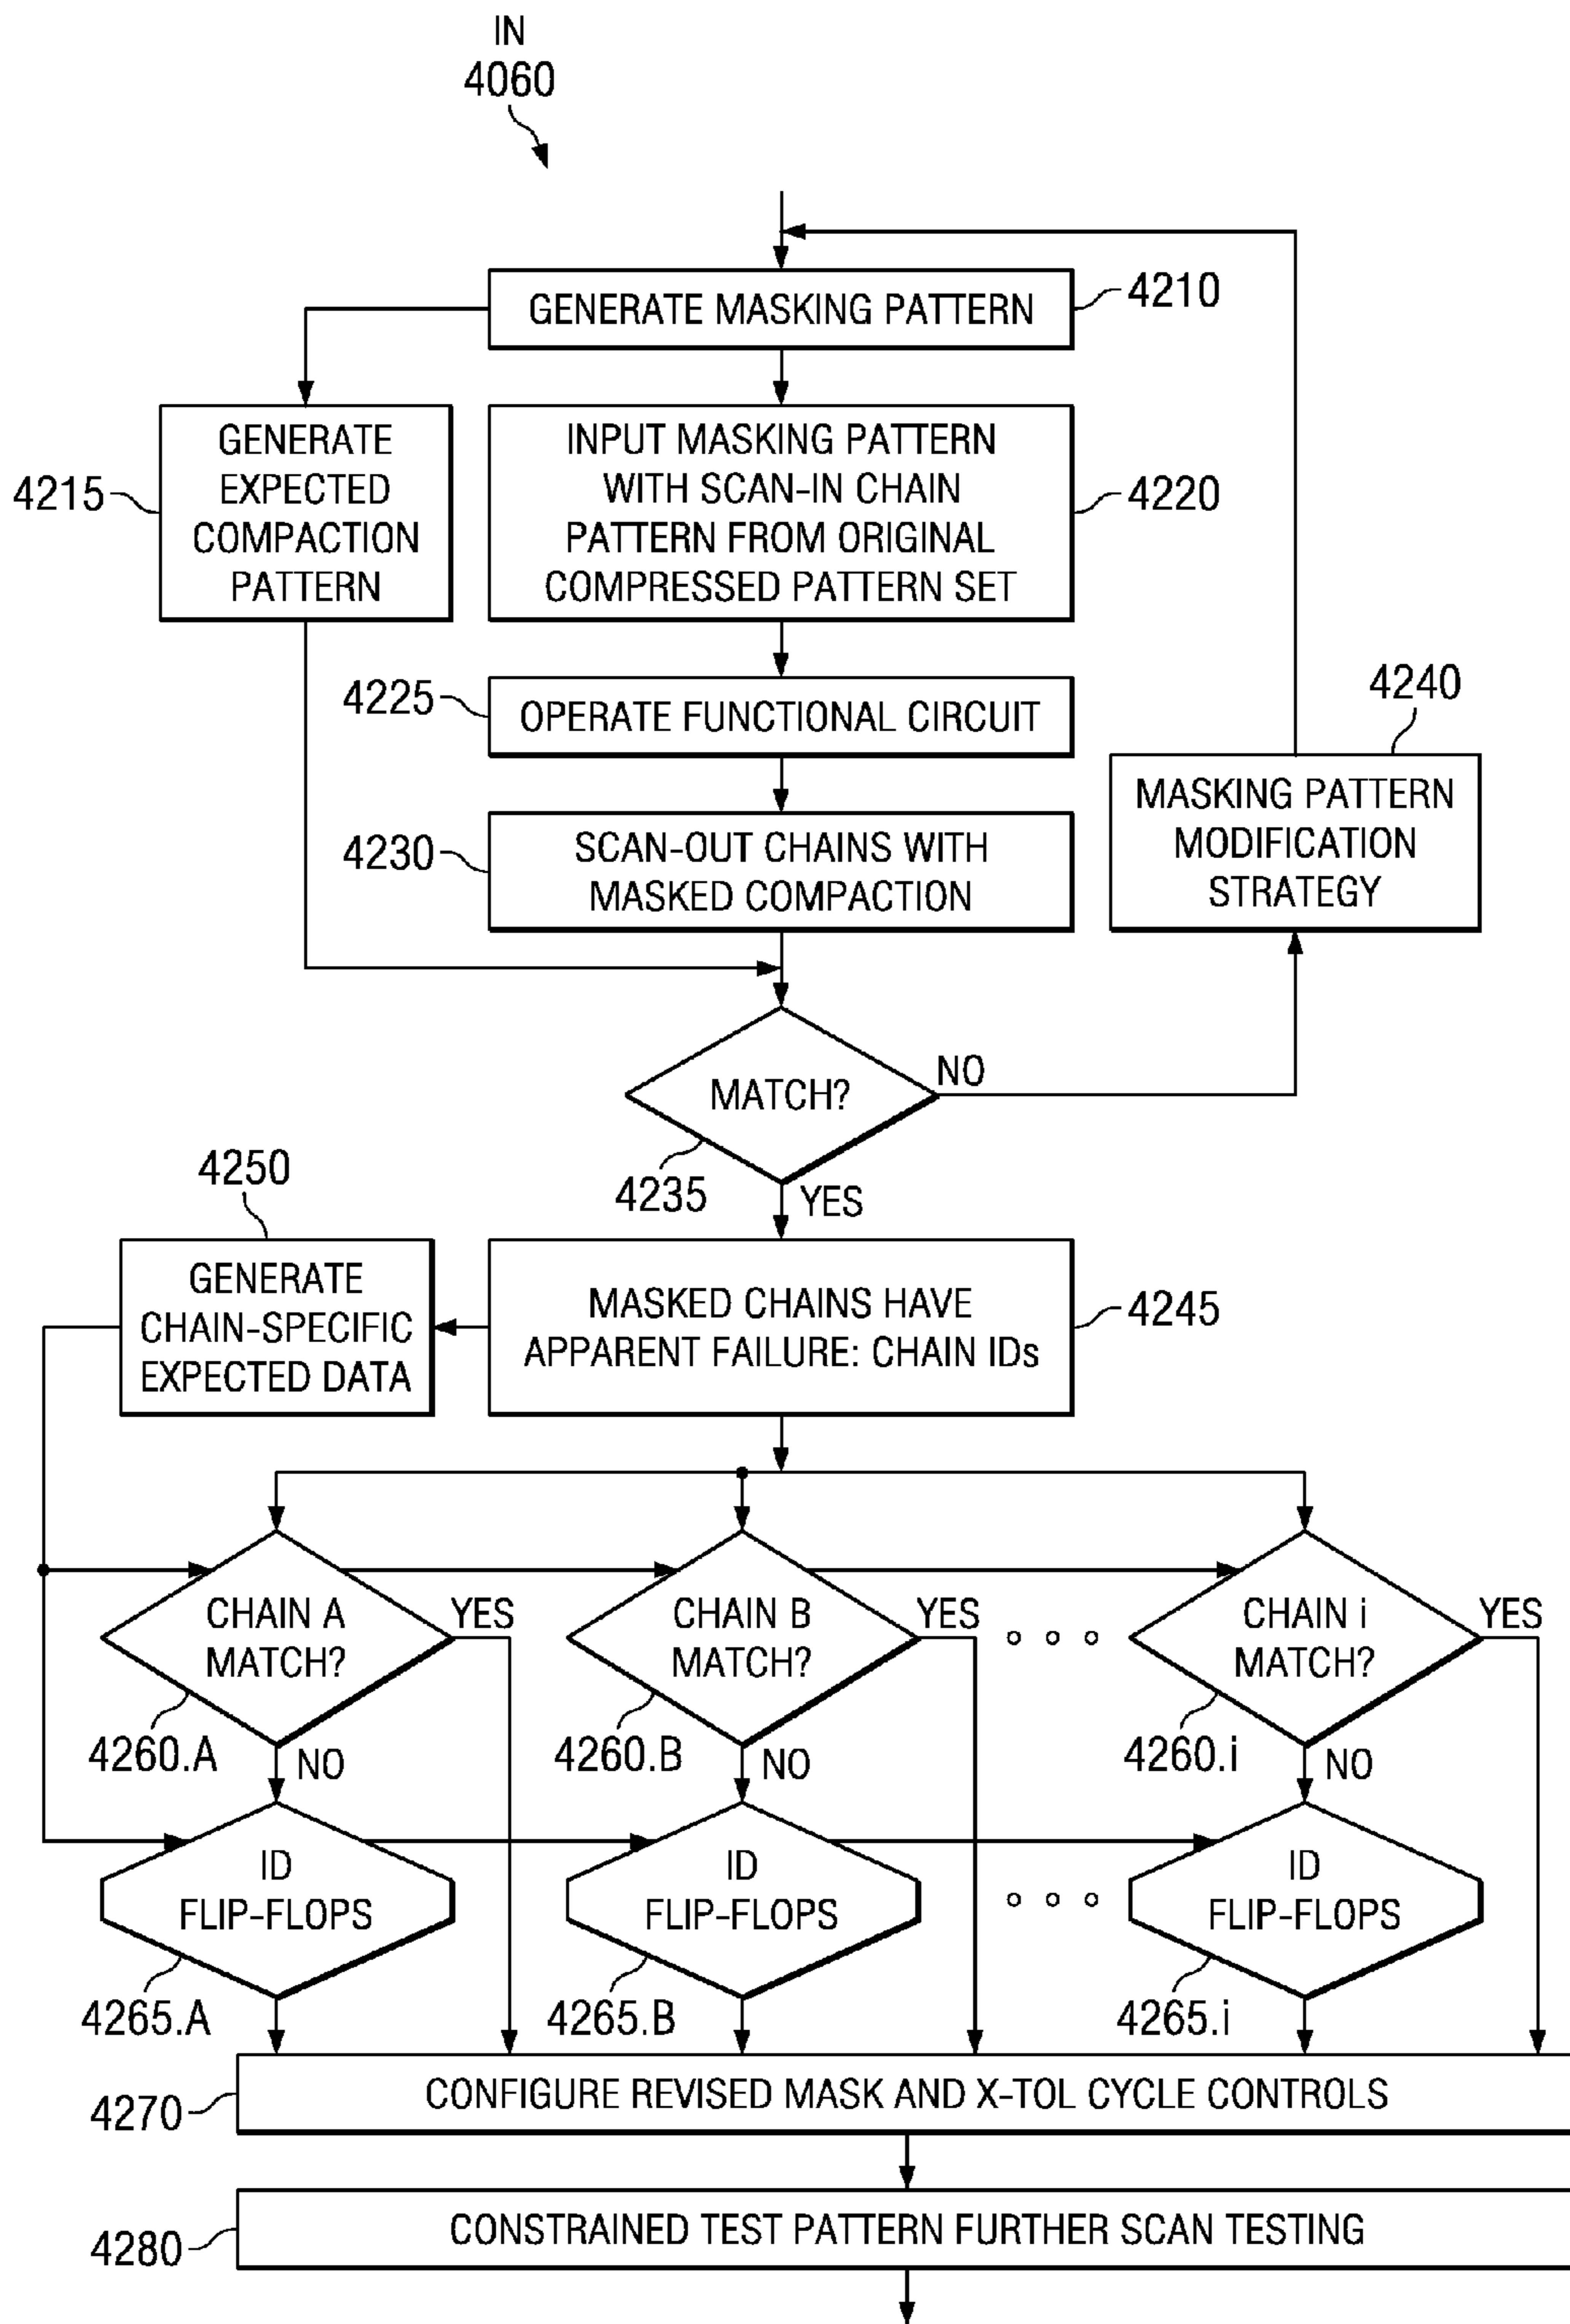 IN
4060
GENERATE MASKING PATTERN
4210
GENERATE
EXPECTED
COMPACTION
PATTERN
4215
INPUT MASKING PATTERN
WITH SCAN-IN CHAIN
PATTERN FROM ORIGINAL
COMPRESSED PATTERN SET
4220
4225
OPERATE FUNCTIONAL CIRCUIT
4240
MASKING PATTERN
MODIFICATION
STRATEGY
4230
SCAN-OUT CHAINS WITH
MASKED COMPACTION
MATCH?
NO
4235
YES
4250
GENERATE
CHAIN-SPECIFIC
EXPECTED DATA
MASKED CHAINS HAVE
APPARENT FAILURE: CHAIN IDs
4245
CHAIN A
MATCH?
YES
CHAIN B
MATCH?
YES
CHAIN i
MATCH?
YES
4260.A
NO
4260.B
NO
4260.i
NO
ID
FLIP-FLOPS
ID
FLIP-FLOPS
ID
FLIP-FLOPS
4265.A
4265.B
4265.i
4270
CONFIGURE REVISED MASK AND X-TOL CYCLE CONTROLS
4280
CONSTRAINED TEST PATTERN FURTHER SCAN TESTING